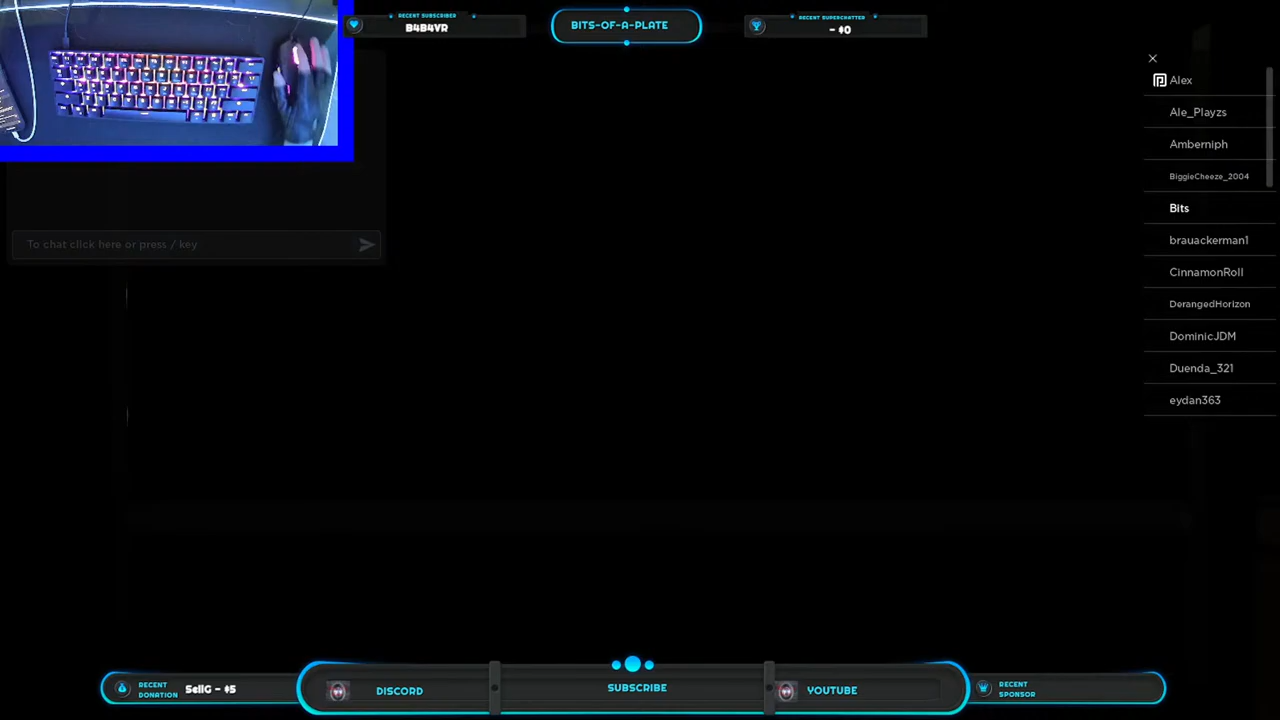 RECENT SUBSCRIBER
B4B4VR
BITS-OF-A-PLATE
RECENT SUPERCHATTER
- $0
Alex
Ale_Playzs
Amberniph
BiggieCheeze_2004
Bits
brauackerman1
CinnamonRoll
DerangedHorizon
DominicJDM
Duenda_321
eydan363
To chat click here or press / key
RECENT
DONATION
SellG - $5
DISCORD
SUBSCRIBE
YOUTUBE
RECENT
SPONSOR